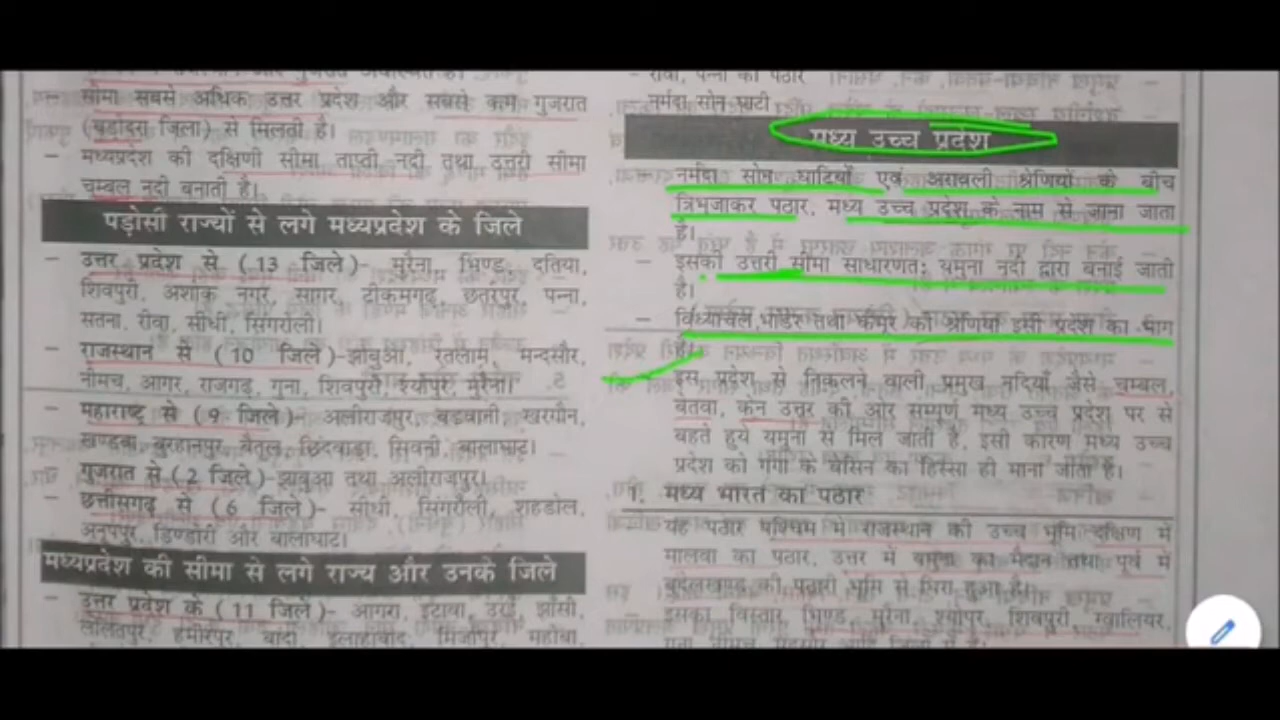 सीमा सबसे अधिक उत्तर प्रदेश और सबसे कम गुजरात
(बड़ोदरा जिला) से मिलती है।
– मध्यप्रदेश की दक्षिणी सीमा ताप्ती नदी तथा उत्तरी सीमा
चम्बल नदी बनाती है।
पड़ोसी राज्यों से लगे मध्यप्रदेश के जिले
– उत्तर प्रदेश से (13 जिले)- मुरैना, भिण्ड, दतिया,
शिवपुरी, अशोक नगर, सागर, टीकमगढ़, छतरपुर, पन्ना,
सतना, रीवा, सीधी, सिंगरौली।
– राजस्थान से (10 जिले)-झाबुआ, रतलाम, मन्दसौर,
नीमच, आगर, राजगढ़, गुना, शिवपुरी, श्योपुर, मुरैना।
– महाराष्ट्र से (9 जिले)- अलीराजपुर, बडवानी, खरगौन,
खण्डवा, बुरहानपुर, बैतूल, छिंदवाड़ा, सिवनी, बालाघाट।
– गुजरात से (2 जिले)-झाबुआ तथा अलीराजपुर।
– छत्तीसगढ़ से (6 जिले)- सीधी, सिंगरौली, शहडोल,
अनूपपुर, डिण्डोरी और बालाघाट।
मध्यप्रदेश की सीमा से लगे राज्य और उनके जिले
– उत्तर प्रदेश के (11 जिले)- आगरा, इटावा, उरई, झाँसी,
ललितपुर, हमीरपुर, बांदा, इलाहाबाद, मिर्जापुर, महोबा,
– रीवा, पन्ना का पठार
नर्मदा सोन घाटी
मध्य उच्च प्रदेश
नर्मदा सोन घाटियों एवं अरावली श्रेणियों के बीच
त्रिभुजाकर पठार, मध्य उच्च प्रदेश के नाम से जाना जाता
है।
– इसकी उत्तरी सीमा साधारणत: यमुना नदी द्वारा बनाई जाती
है।
– विंध्याचल, भांडेर तथा कैमूर की श्रेणियां इसी प्रदेश का भाग
है।
इस प्रदेश से निकलने वाली प्रमुख नदियाँ जैसे चम्बल,
बेतवा, केन उत्तर की ओर सम्पूर्ण मध्य उच्च प्रदेश पर से
बहते हुये यमुना से मिल जाती है, इसी कारण मध्य उच्च
प्रदेश को गंगा के बेसिन का हिस्सा ही माना जाता है।
1. मध्य भारत का पठार
यह पठार पश्चिम में राजस्थान की उच्च भूमि दक्षिण में
मालवा का पठार, उत्तर में यमुना का मैदान तथा पूर्व में
बुंदेलखण्ड की पठारी भूमि से घिरा हुआ है।
इसका विस्तार भिण्ड, मुरैना, श्योपुर, शिवपुरी, ग्वालियर,
गुना, नीमच, मंदसौर आदि जिलों में है।